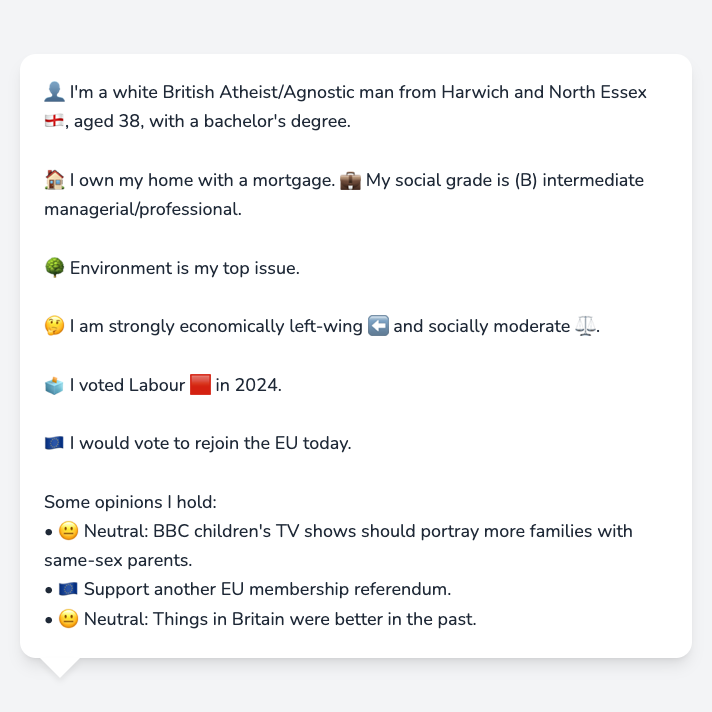 👤 I'm a white British Atheist/Agnostic man from Harwich and North Essex
🏴󠁧󠁢󠁥󠁮󠁧󠁿, aged 38, with a bachelor's degree.
🏠 I own my home with a mortgage. 💼 My social grade is (B) intermediate
managerial/professional.
🌳 Environment is my top issue.
🤔 I am strongly economically left-wing ⬅️ and socially moderate ⚖️.
🗳️ I voted Labour 🟥 in 2024.
🇪🇺 I would vote to rejoin the EU today.
Some opinions I hold:
• 😐 Neutral: BBC children's TV shows should portray more families with
same-sex parents.
• 🇪🇺 Support another EU membership referendum.
• 😐 Neutral: Things in Britain were better in the past.